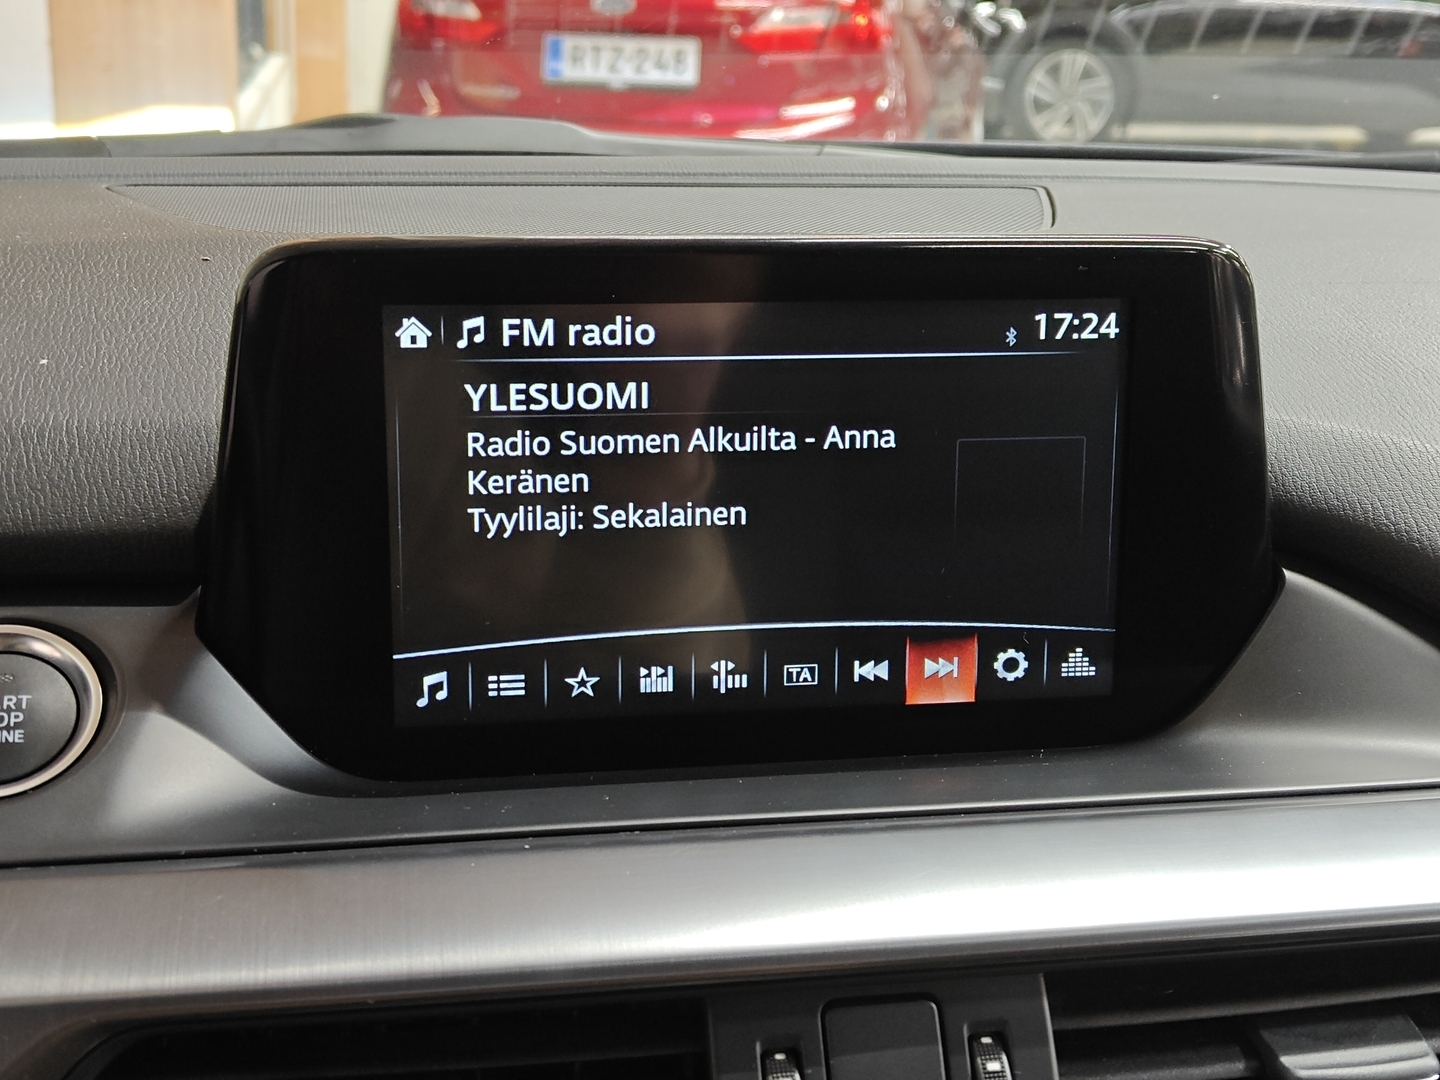 RTZ-248
FM radio
17:24
YLESUOMI
Radio Suomen Alkuilta - Anna
Keränen
Tyylilaji: Sekalainen
TA